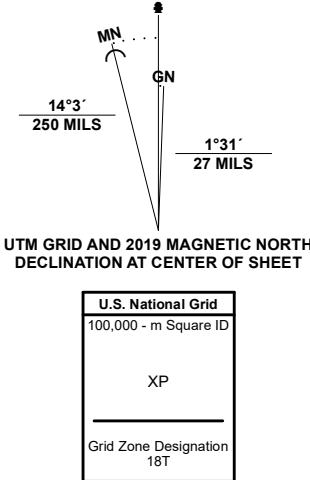 MN
GN
14°3´
250 MILS
1°31´
27 MILS
UTM GRID AND 2019 MAGNETIC NORTH
DECLINATION AT CENTER OF SHEET
U.S. National Grid
100,000 - m Square ID
XP
Grid Zone Designation
18T